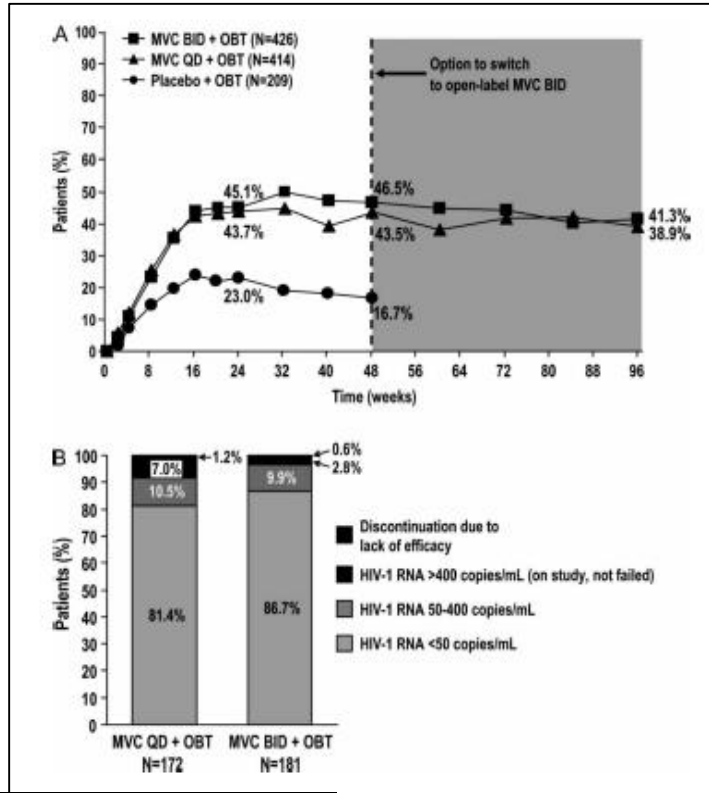 A
MVC BID + OBT (N=426)
MVC QD + OBT (N=414)
Placebo + OBT (N=209)
Option to switch
to open-label MVC BID
Patients (%)
100
90
80
70
60
50
40
30
20
10
0
45.1%
46.5%
41.3%
43.7%
43.5%
38.9%
23.0%
16.7%
0 8 16 24 32 40 48 56 64 72 80 88 96
Time (weeks)
B
Patients (%)
100
90
80
70
60
50
40
30
20
10
0
7.0%
1.2%
10.5%
81.4%
0.6%
2.8%
9.9%
86.7%
Discontinuation due to
lack of efficacy
HIV-1 RNA >400 copies/mL (on study, not failed)
HIV-1 RNA 50-400 copies/mL
HIV-1 RNA <50 copies/mL
MVC QD + OBT
N=172
MVC BID + OBT
N=181